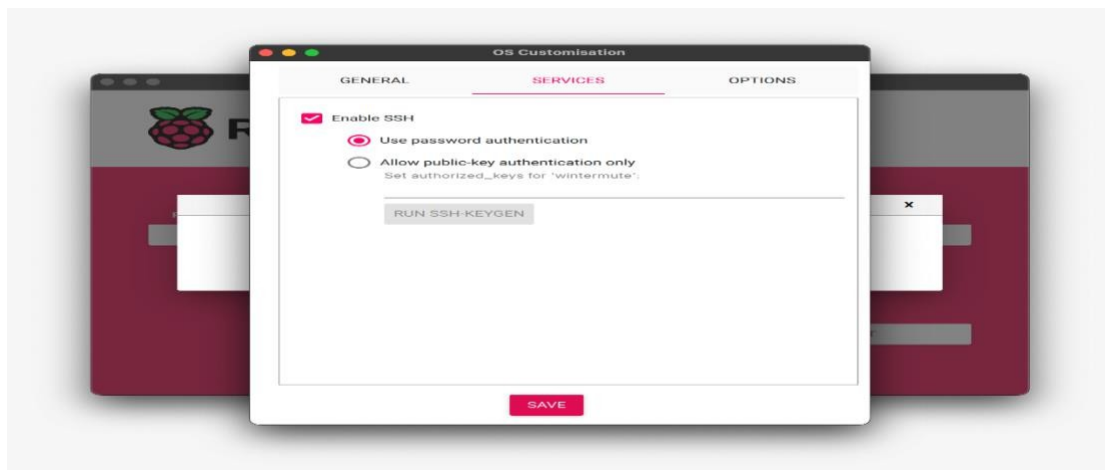 OS Customisation
GENERAL SERVICES OPTIONS
Enable SSH
Use password authentication
Allow public-key authentication only
Set authorized_keys for 'wintermute':
RUN SSH-KEYGEN
SAVE
R
x